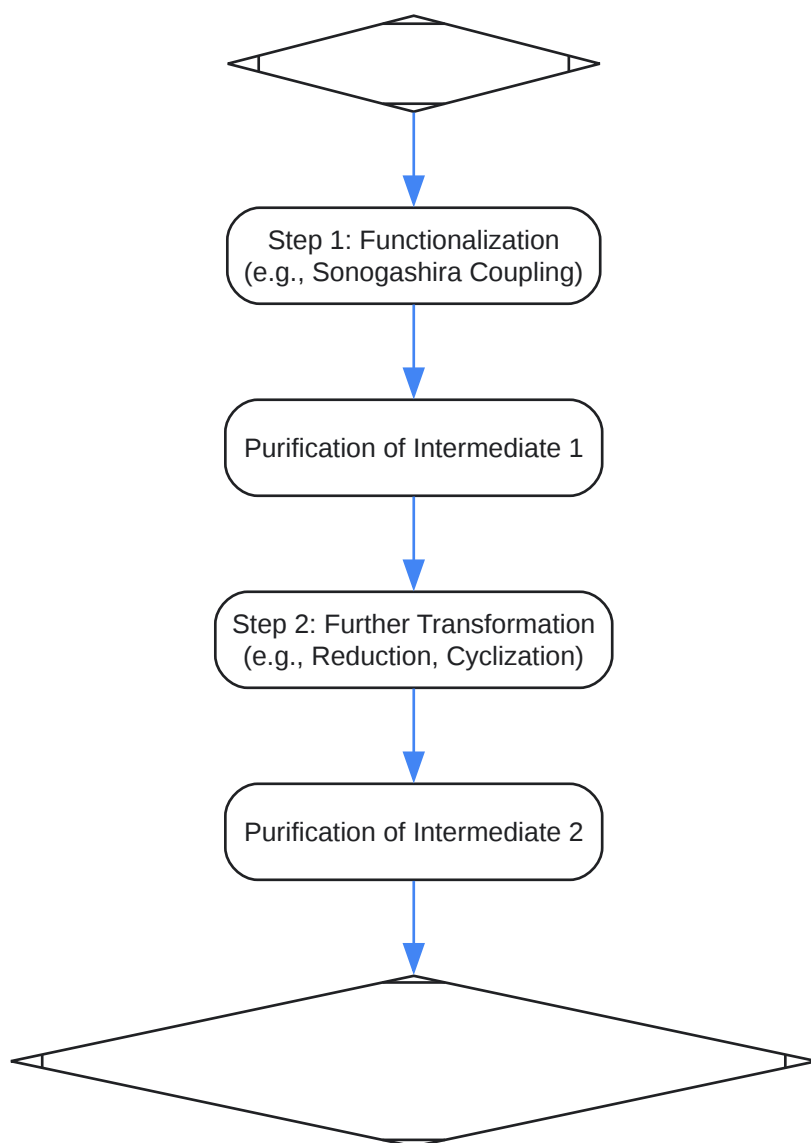 Step 1: Functionalization
(e.g., Sonogashira Coupling)
Purification of Intermediate 1
Step 2: Further Transformation
(e.g., Reduction, Cyclization)
Purification of Intermediate 2